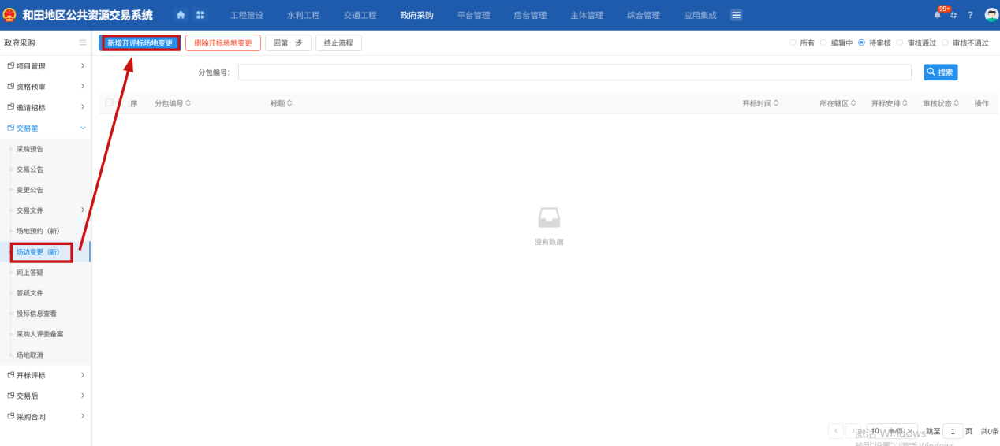 和田地区公共资源交易系统 工程建设 水利工程 交通工程 政府采购 平台管理 后台管理 主体管理 综合管理 应用集成 99+ ?
政府采购
项目管理
资格预审
邀请招标
交易前
采购预告
交易公告
变更公告
交易文件
场地预约（新）
场边变更（新）
网上答疑
答疑文件
投标信息查看
采购人评委备案
场地取消
开标评标
交易后
采购合同
新增开评标场地变更 删除开标场地变更 回第一步 终止流程 所有 编辑中 待审核 审核通过 审核不通过
分包编号： 搜索
序 分包编号 标题 开标时间 所在辖区 开标安排 审核状态 操作
没有数据
10 条/页 跳至 1 页 共0条
激活 Windows
转到"设置"以激活 Windows